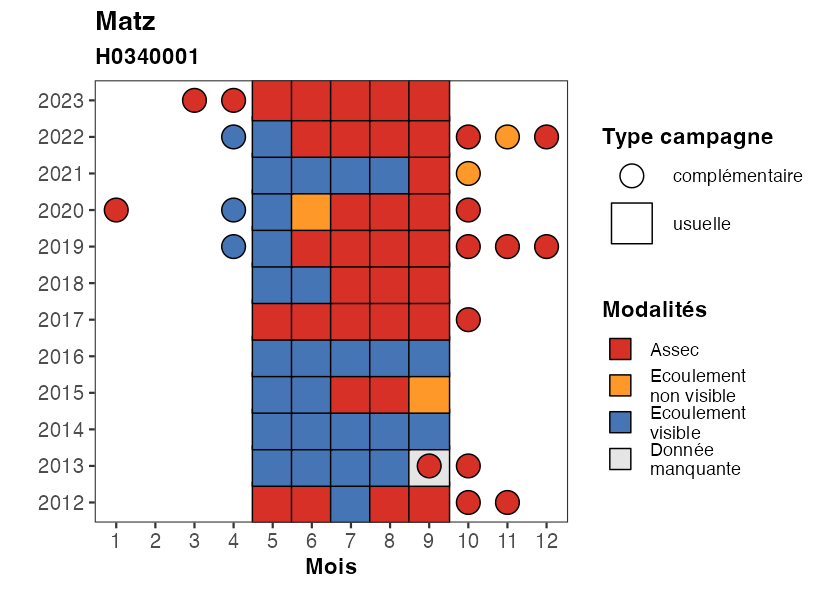 Matz
H0340001
2023
2022
2021
2020
2019
2018
2017
2016
2015
2014
2013
2012
1 2 3 4 5 6 7 8 9 10 11 12
Mois
Type campagne
complémentaire
usuelle
Modalités
Assec
Ecoulement
non visible
Ecoulement
visible
Donnée
manquante